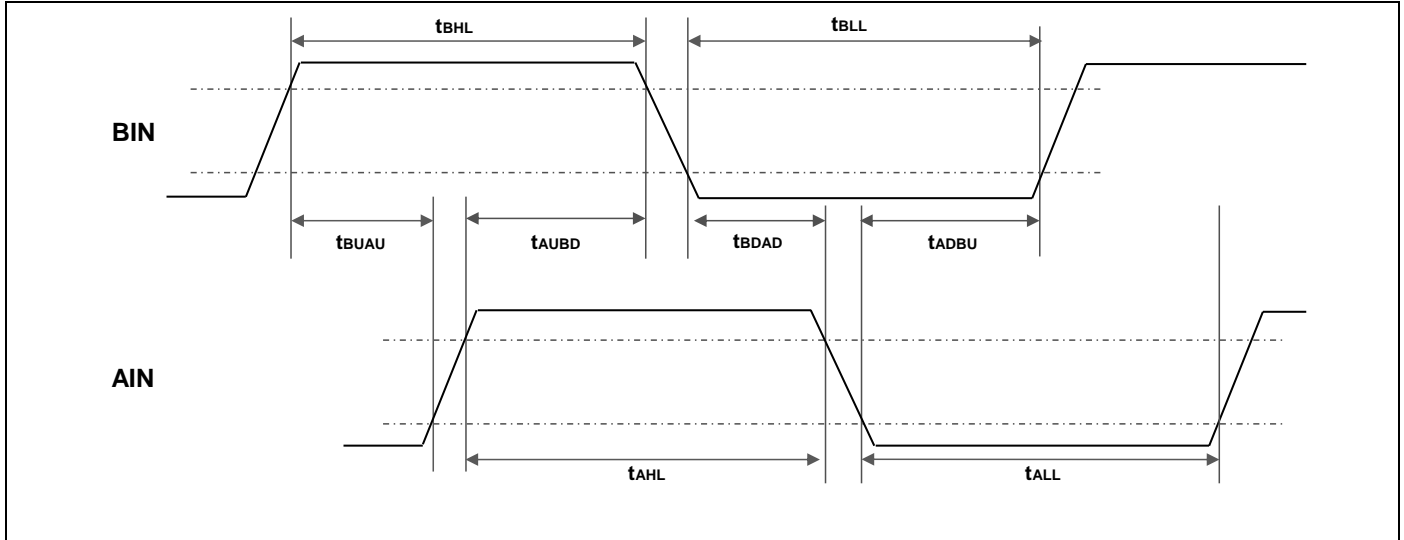 tBHL
tBLL
BIN
tBUAU
tAUBD
tBDAD
tADBU
AIN
tAHL
tALL